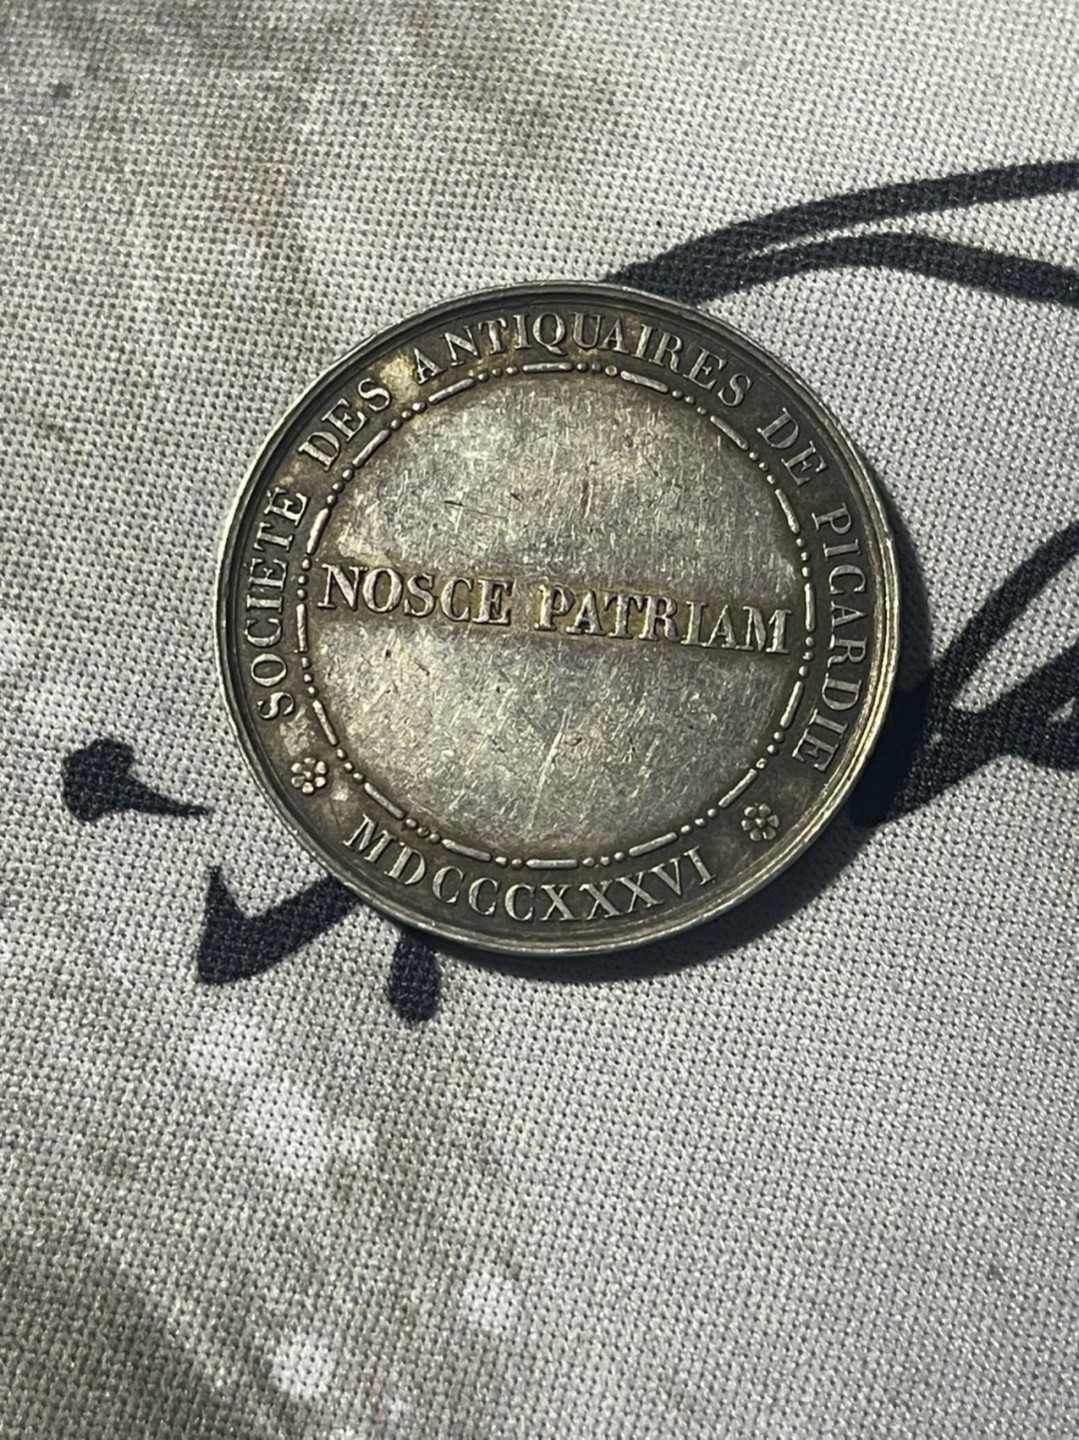 SOCIÉTÉ DES ANTIQUAIRES DE PICARDIE
NOSCE PATRIAM
MDCCCXXXVI